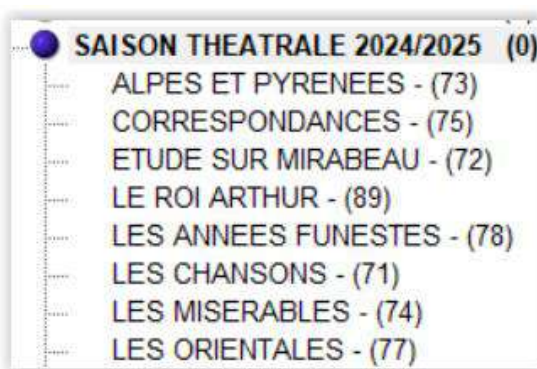 SAISON THEATRALE 2024/2025 (0)
ALPES ET PYRENEES - (73)
CORRESPONDANCES - (75)
ETUDE SUR MIRABEAU - (72)
LE ROI ARTHUR - (89)
LES ANNEES FUNESTES - (78)
LES CHANSONS - (71)
LES MISERABLES - (74)
LES ORIENTALES - (77)